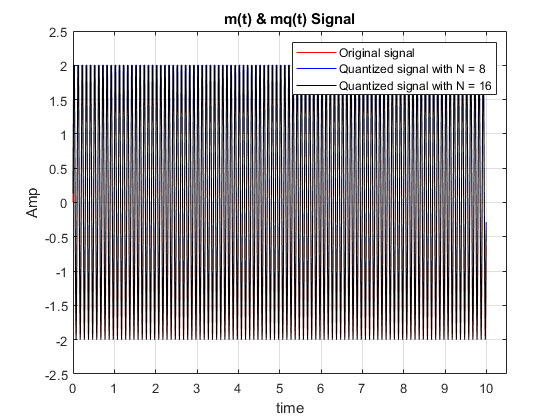 m(t) & mq(t) Signal
Original signal
Quantized signal with N = 8
Quantized signal with N = 16
2.5
2
1.5
1
0.5
0
-0.5
-1
-1.5
-2
-2.5
Amp
0 1 2 3 4 5 6 7 8 9 10
time